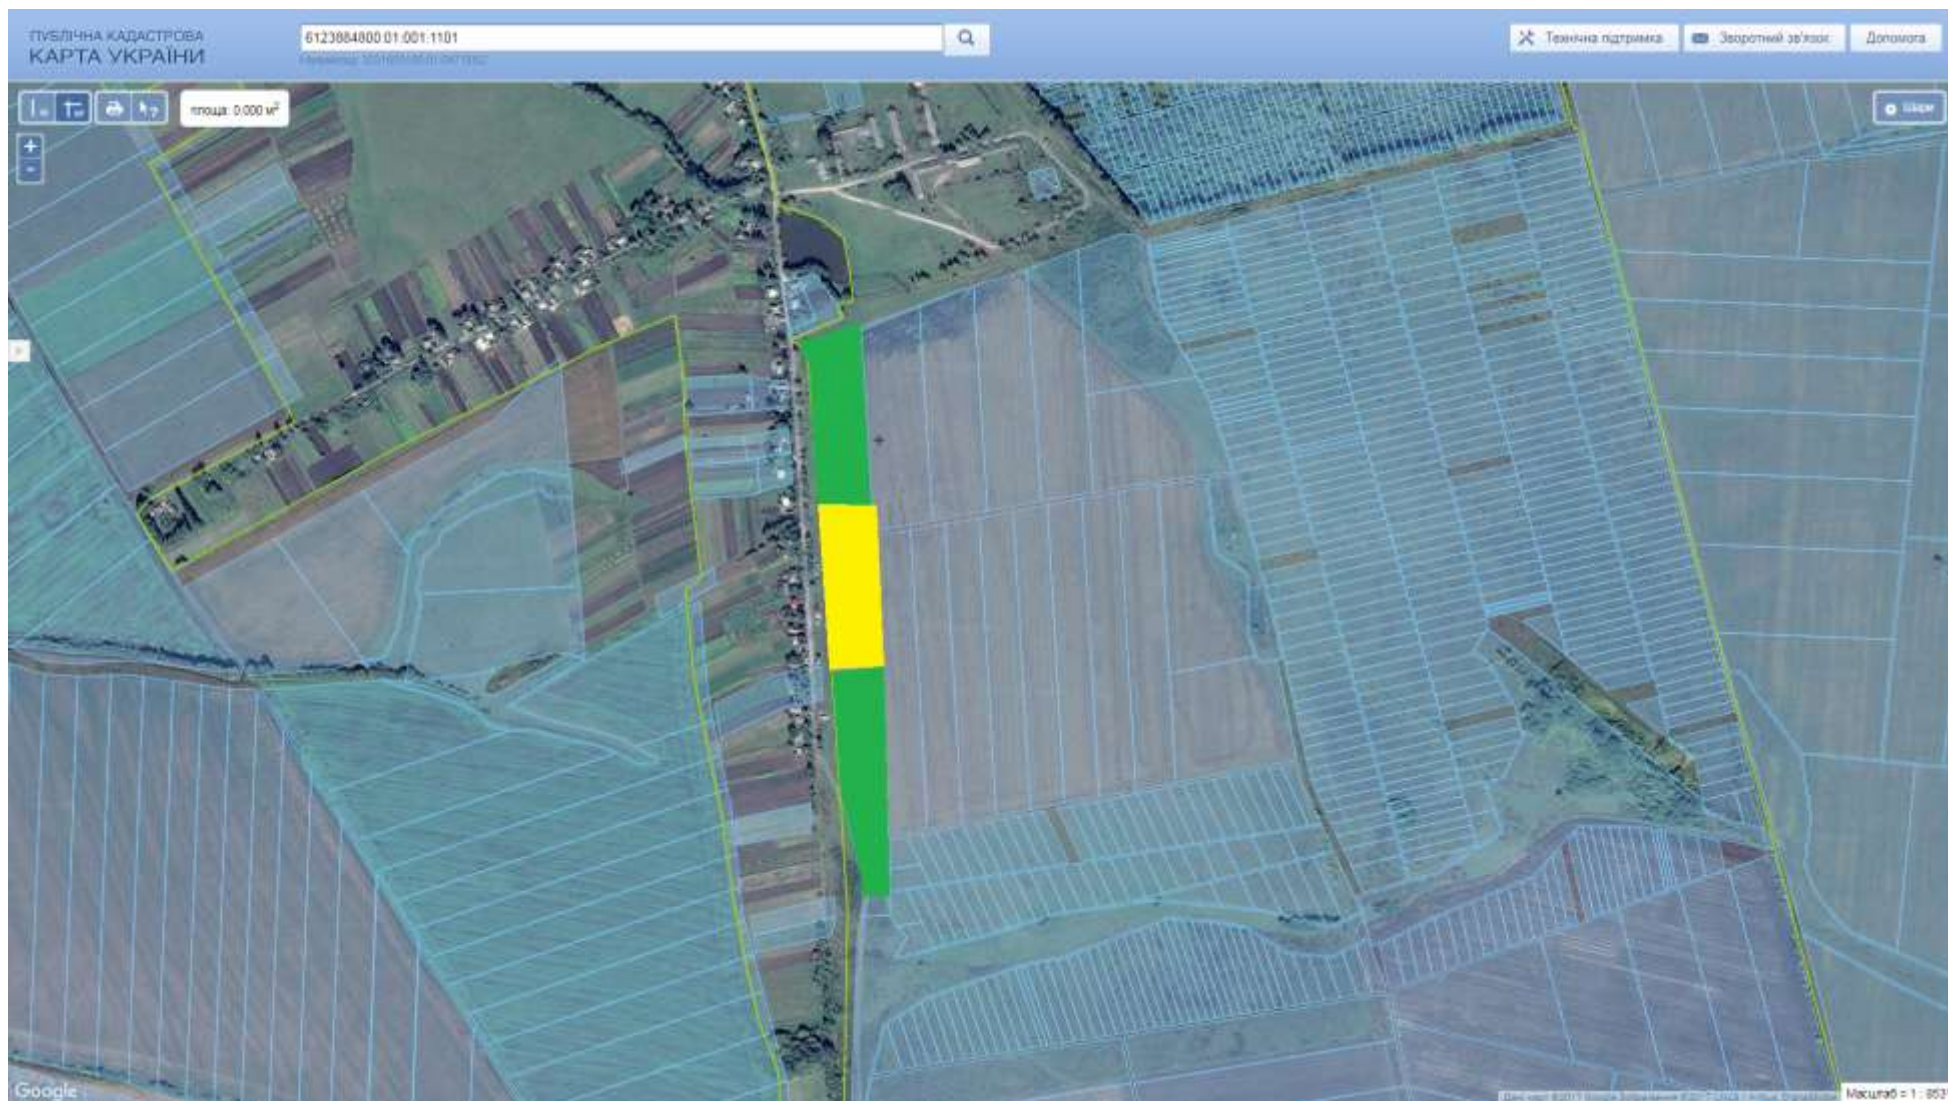 ПУБЛІЧНА КАДАСТРОВА
КАРТА УКРАЇНИ
6123884800:01:001:1101
Технічна підтримка
Зворотний зв'язок
Допомога
площа: 0.000 м²
Шари
+
-
Google
Масштаб = 1 : 853